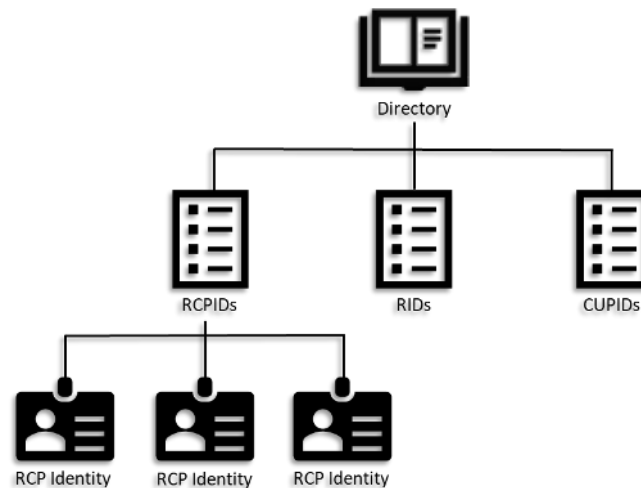 Directory
RCPIDs
RIDs
CUPIDs
RCP Identity
RCP Identity
RCP Identity